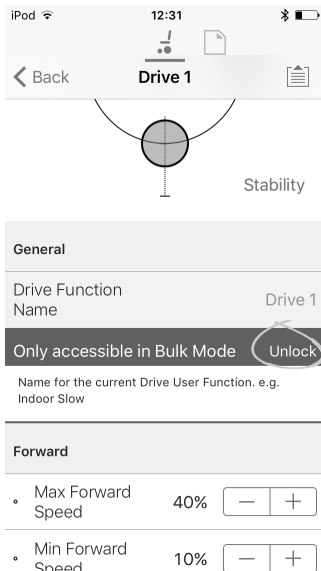 iPod 12:31
Back Drive 1
Stability
General
Drive Function
Name
Drive 1
Only accessible in Bulk Mode Unlock
Name for the current Drive User Function. e.g.
Indoor Slow
Forward
Max Forward
Speed
40% − +
Min Forward
Speed
10% − +